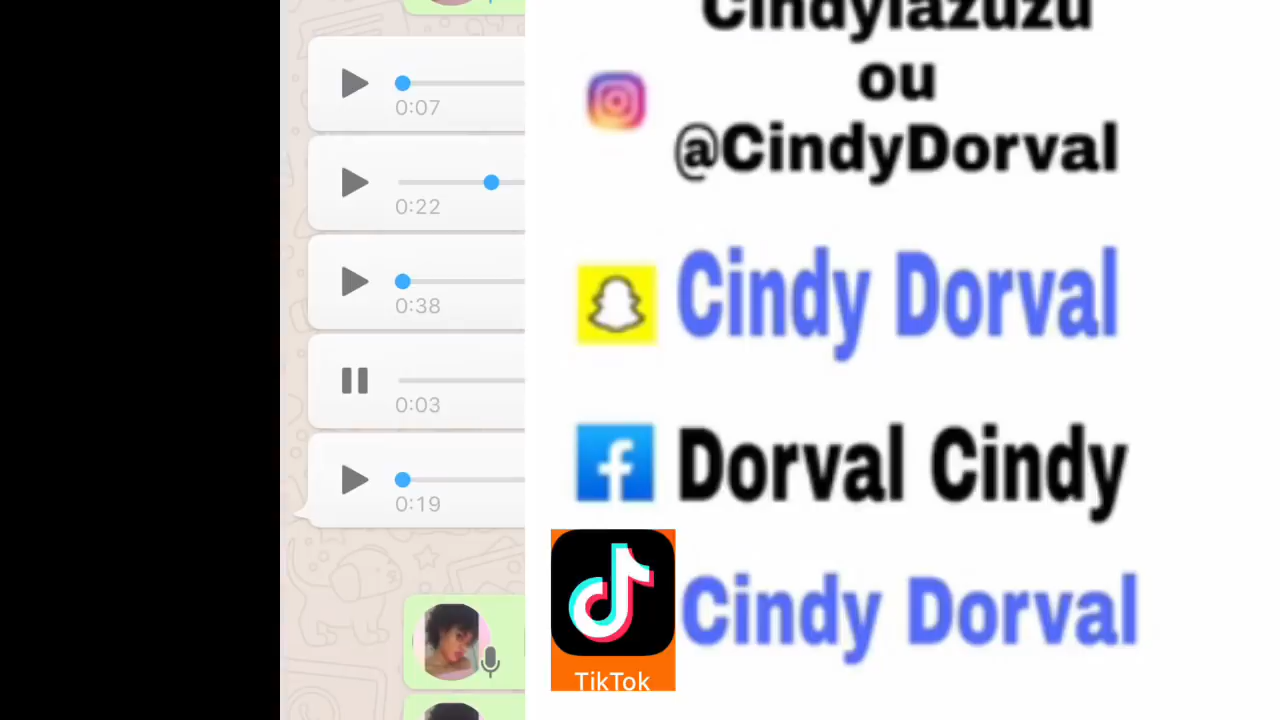 0:07
0:22
0:38
0:03
0:19
Cindylazuzu
ou
@CindyDorval
Cindy Dorval
Dorval Cindy
Cindy Dorval
TikTok